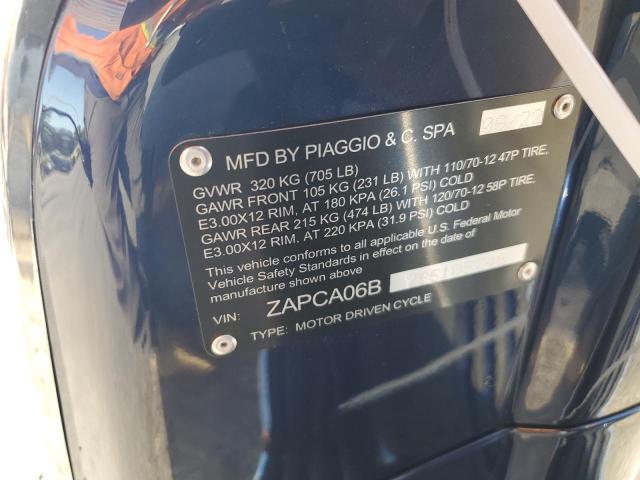 MFD BY PIAGGIO & C. SPA
GVWR 320 KG (705 LB)
GAWR FRONT 105 KG (231 LB) WITH 110/70-12 47P TIRE.
E3.00X12 RIM, AT 180 KPA (26.1 PSI) COLD
GAWR REAR 215 KG (474 LB) WITH 120/70-12 58P TIRE.
E3.00X12 RIM. AT 220 KPA (31.9 PSI) COLD
This vehicle conforms to all applicable U.S. Federal Motor
Vehicle Safety Standards in effect on the date of
manufacture shown above
VIN: ZAPCA06B
TYPE: MOTOR DRIVEN CYCLE